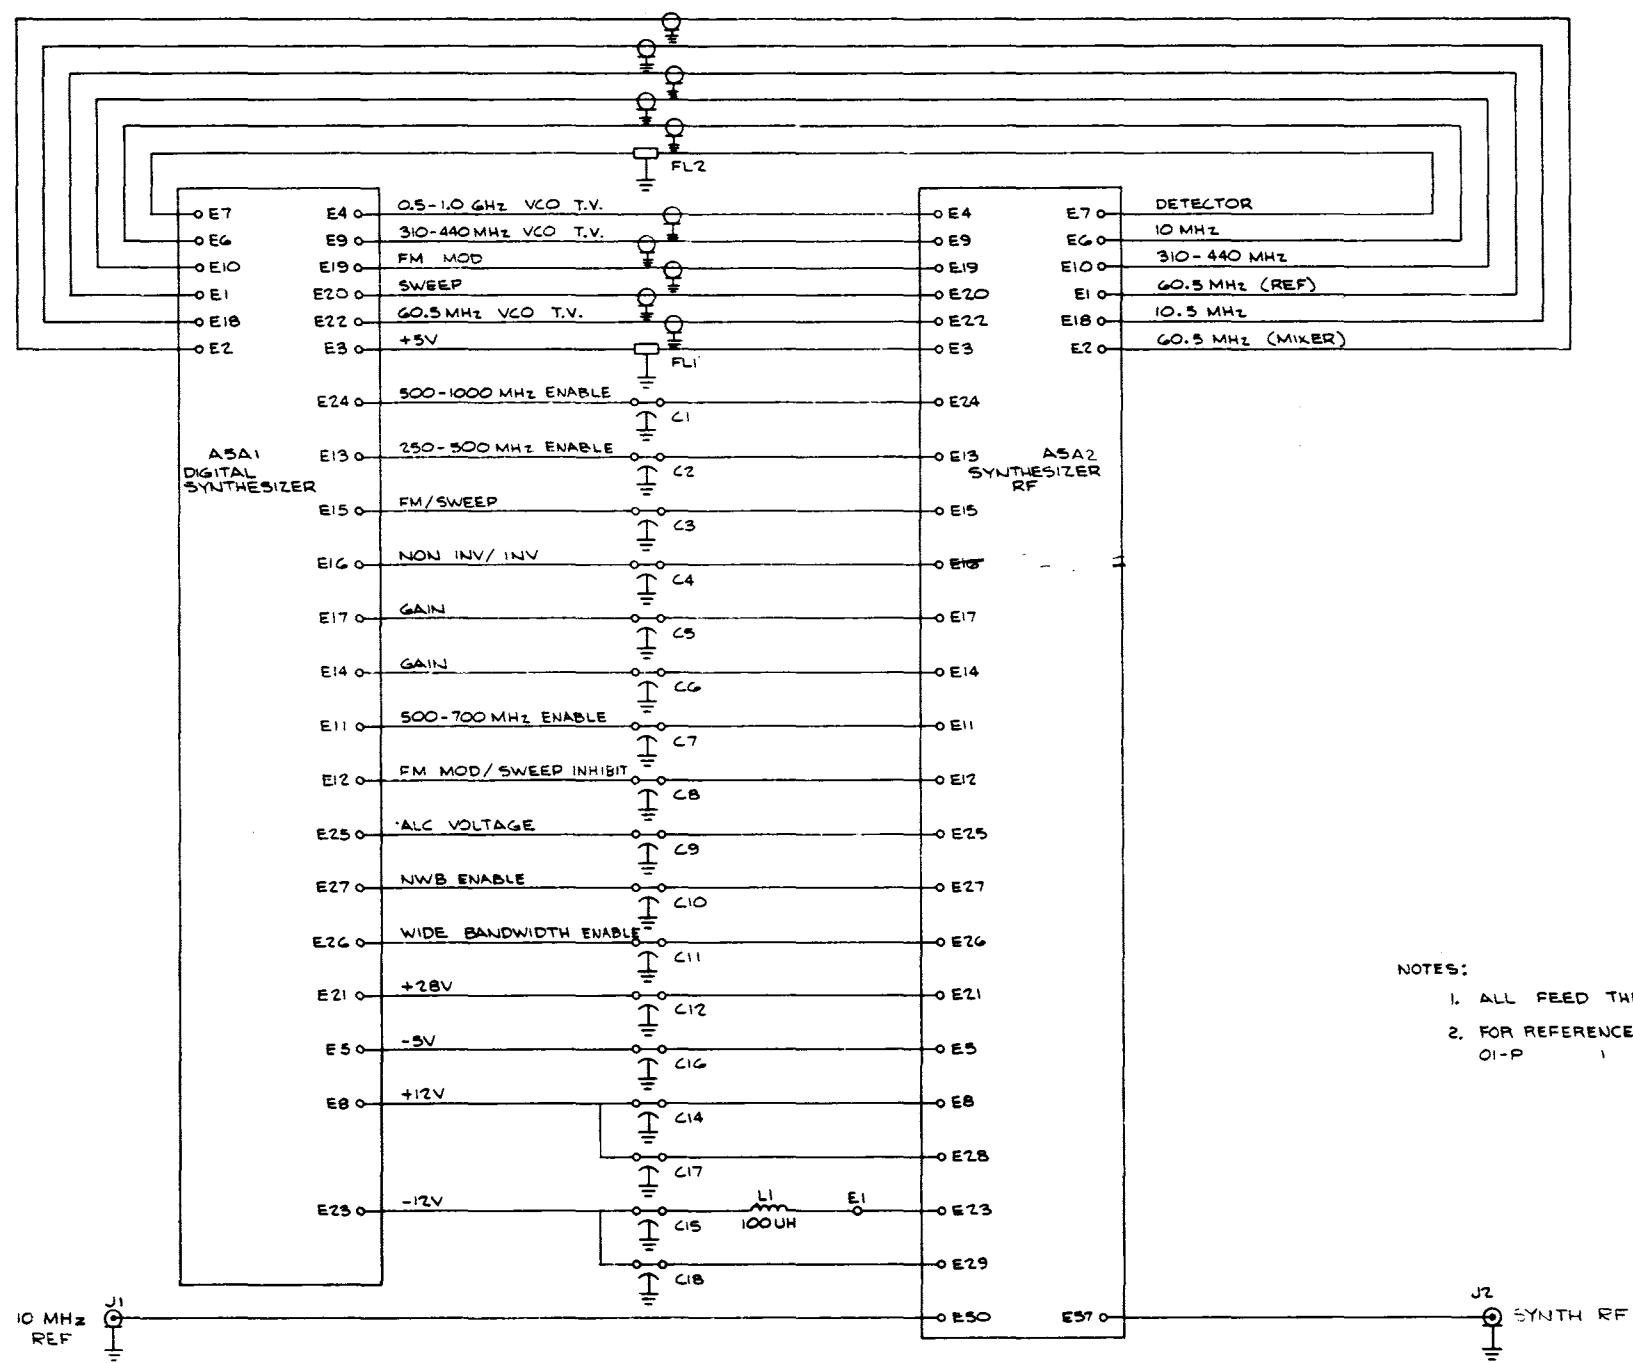 FL2
E7 E4 0.5-1.0 GHz VCO T.V. E4 E7 DETECTOR
E6 E9 310-440 MHz VCO T.V. E9 E6 10 MHz
E10 E19 FM MOD E19 E10 310-440 MHz
E1 E20 SWEEP E20 E1 60.5 MHz (REF)
E18 E22 60.5 MHz VCO T.V. E22 E18 10.5 MHz
E2 E3 +5V E3 E2 60.5 MHz (MIXER)
FL1
E24 500-1000 MHz ENABLE E24
C1
A5A1
DIGITAL
SYNTHESIZER
E13 250-500 MHz ENABLE E13
C2
A5A2
SYNTHESIZER
RF
E15 FM/SWEEP E15
C3
E16 NON INV/INV E16
C4
E17 GAIN E17
C5
E14 GAIN E14
C6
E11 500-700 MHz ENABLE E11
C7
E12 FM MOD/SWEEP INHIBIT E12
C8
E25 ALC VOLTAGE E25
C9
E27 NWB ENABLE E27
C10
E26 WIDE BANDWIDTH ENABLE E26
C11
E21 +28V E21
C12
E5 -5V E5
C16
E8 +12V E8
C14
E28
C17
E23 -12V L1 E1 E23
C15 100UH
E29
C18
NOTES:
1. ALL FEED
2. FOR REFERENCE
01-P
J1
10 MHz
REF
E30 E37
J2
SYNTH RF